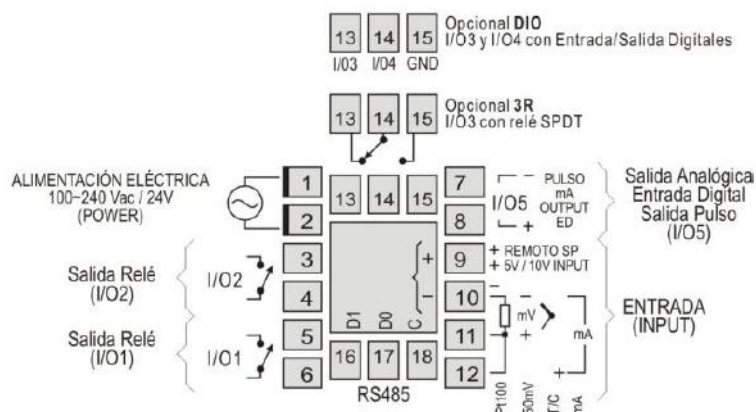 13 14 15
I/O3 I/O4 GND
Opcional DIO
I/O3 y I/O4 con Entrada/Salida Digitales
13 14 15
Opcional 3R
I/O3 con relé SPDT
ALIMENTACIÓN ELÉCTRICA
100~240 Vac / 24V
(POWER)
1
2
13 14 15
7
8
I/O5
PULSO
mA
OUTPUT
ED
− +
Salida Analógica
Entrada Digital
Salida Pulso
(I/O5)
Salida Relé
(I/O2)
I/O2
3
4
+
−
D1 D0 C
9
10
+ REMOTO SP
+ 5V / 10V INPUT
Salida Relé
(I/O1)
I/O1
5
6
16 17 18
RS485
11
12
−
mV
− +
mA
+
Pt100
T/C
ENTRADA
(INPUT)